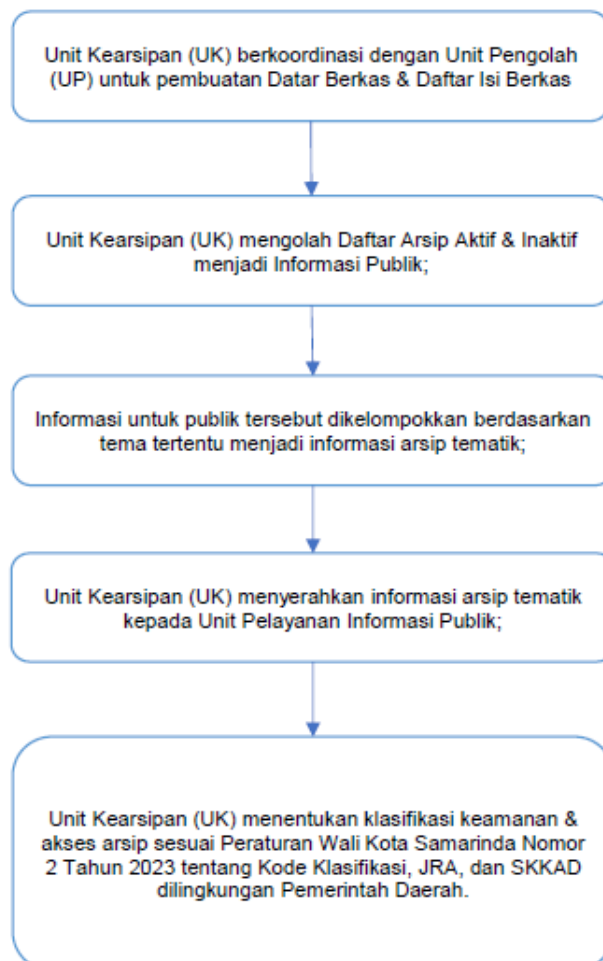 Unit Kearsipan (UK) berkoordinasi dengan Unit Pengolah
(UP) untuk pembuatan Datar Berkas & Daftar Isi Berkas
Unit Kearsipan (UK) mengolah Daftar Arsip Aktif & Inaktif
menjadi Informasi Publik;
Informasi untuk publik tersebut dikelompokkan berdasarkan
tema tertentu menjadi informasi arsip tematik;
Unit Kearsipan (UK) menyerahkan informasi arsip tematik
kepada Unit Pelayanan Informasi Publik;
Unit Kearsipan (UK) menentukan klasifikasi keamanan &
akses arsip sesuai Peraturan Wali Kota Samarinda Nomor
2 Tahun 2023 tentang Kode Klasifikasi, JRA, dan SKKAD
dilingkungan Pemerintah Daerah.